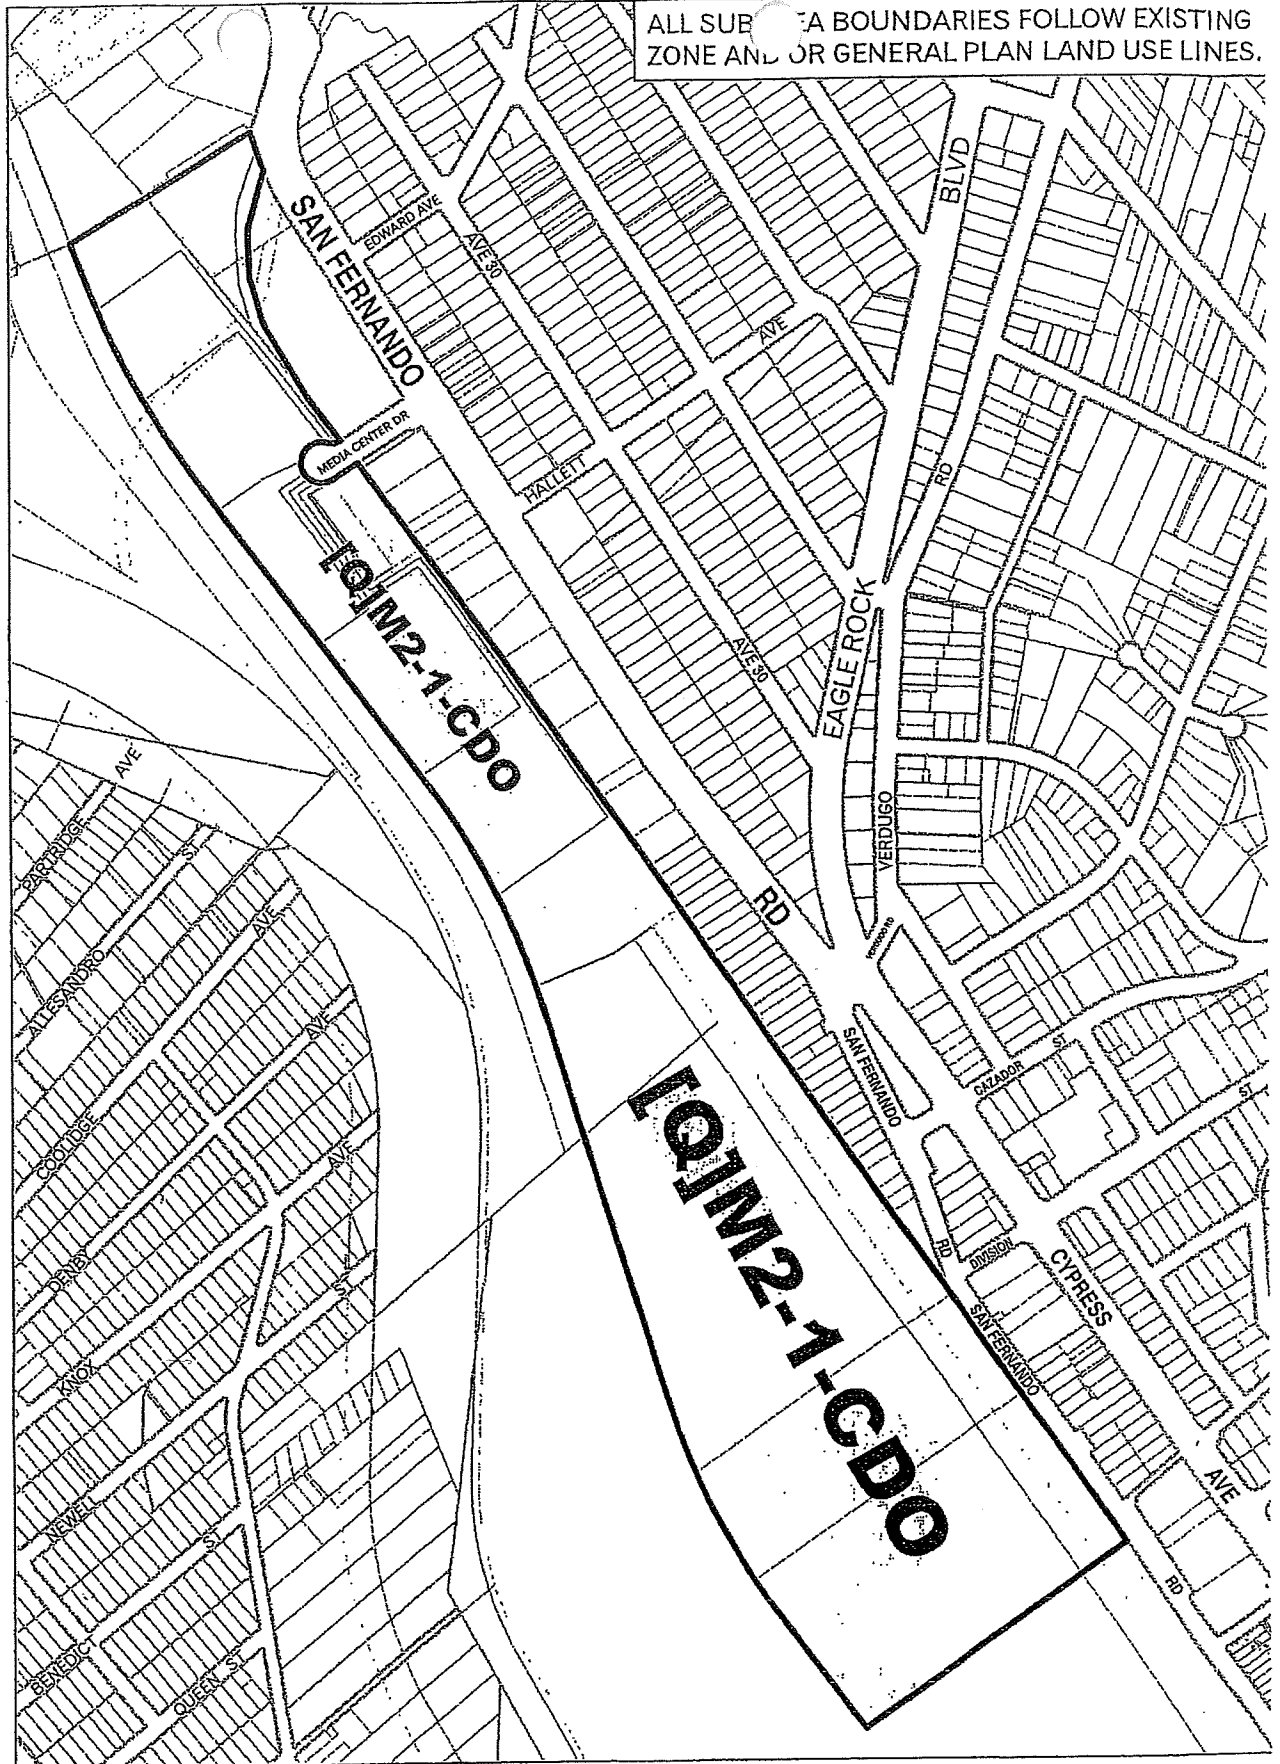 ALL SUB EA BOUNDARIES FOLLOW EXISTING
ZONE AND OR GENERAL PLAN LAND USE LINES.
BLVD
SAN FERNANDO
EDWARD AVE
AVE 30
AVE
MEDIA CENTER DR
HALLETT
RD
[Q]M2-1-CDO
AVE 30
EAGLE ROCK
VERDUGO
AVE
PARTRIDGE
ST
AVE
ALLESANDRO
RD
AVE
SAN FERNANDO
GAZADOR
ST
ST
COOLIDGE
AVE
[Q]M2-1-CDO
DENBY
ST
RD
DIVISION
CYPRESS
SAN FERNANDO
KNOX
NEWELL
ST
AVE
RD
BENEDICT
QUEEN ST